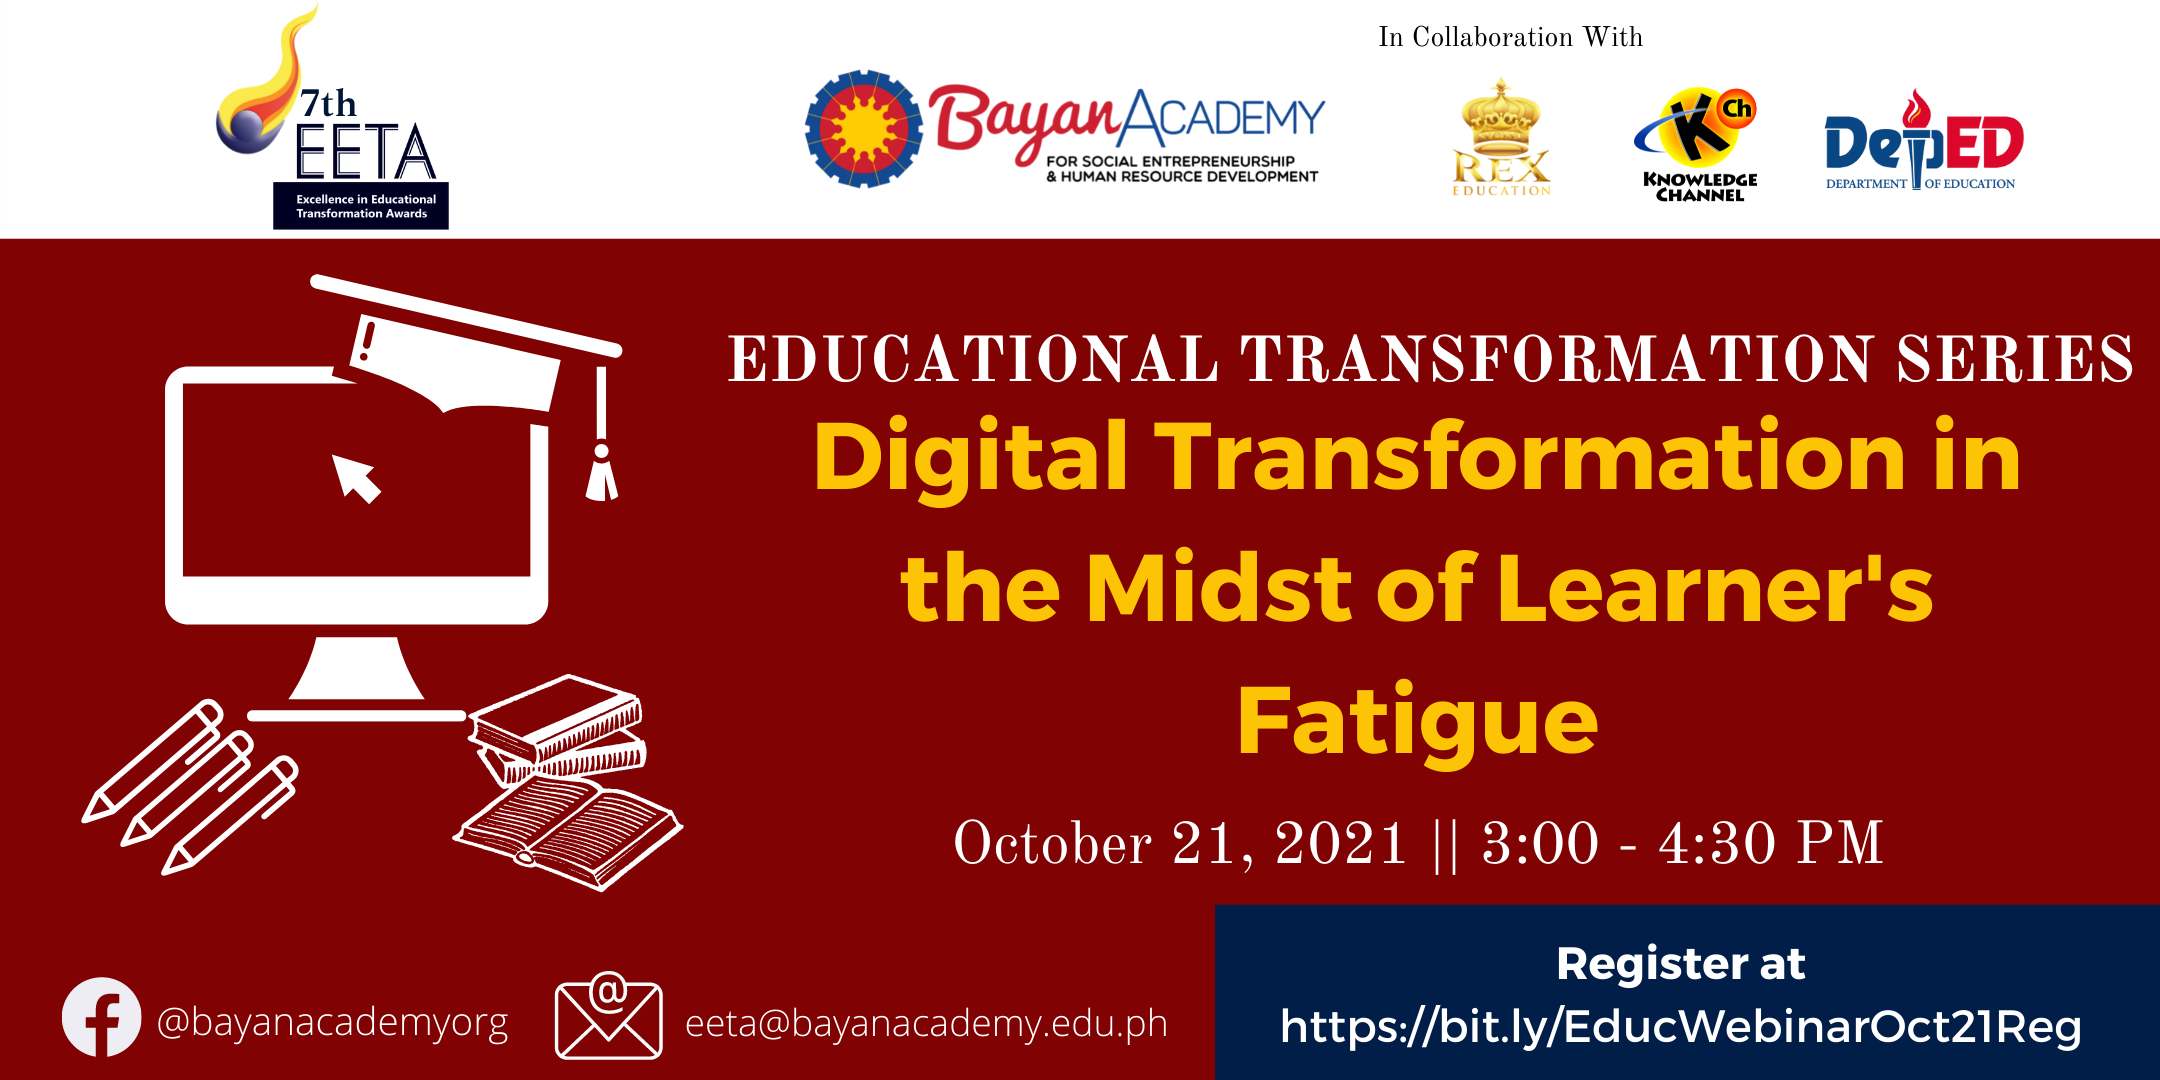 7th
EETA
Excellence in Educational
Transformation Awards
Bayan ACADEMY
FOR SOCIAL ENTREPRENEURSHIP
& HUMAN RESOURCE DEVELOPMENT
In Collaboration With
REX
EDUCATION
K Ch
KNOWLEDGE
CHANNEL
DepED
DEPARTMENT OF EDUCATION
EDUCATIONAL TRANSFORMATION SERIES
Digital Transformation in
the Midst of Learner's
Fatigue
October 21, 2021 || 3:00 - 4:30 PM
@bayanacademyorg
@
eeta@bayanacademy.edu.ph
Register at
https://bit.ly/EducWebinarOct21Reg